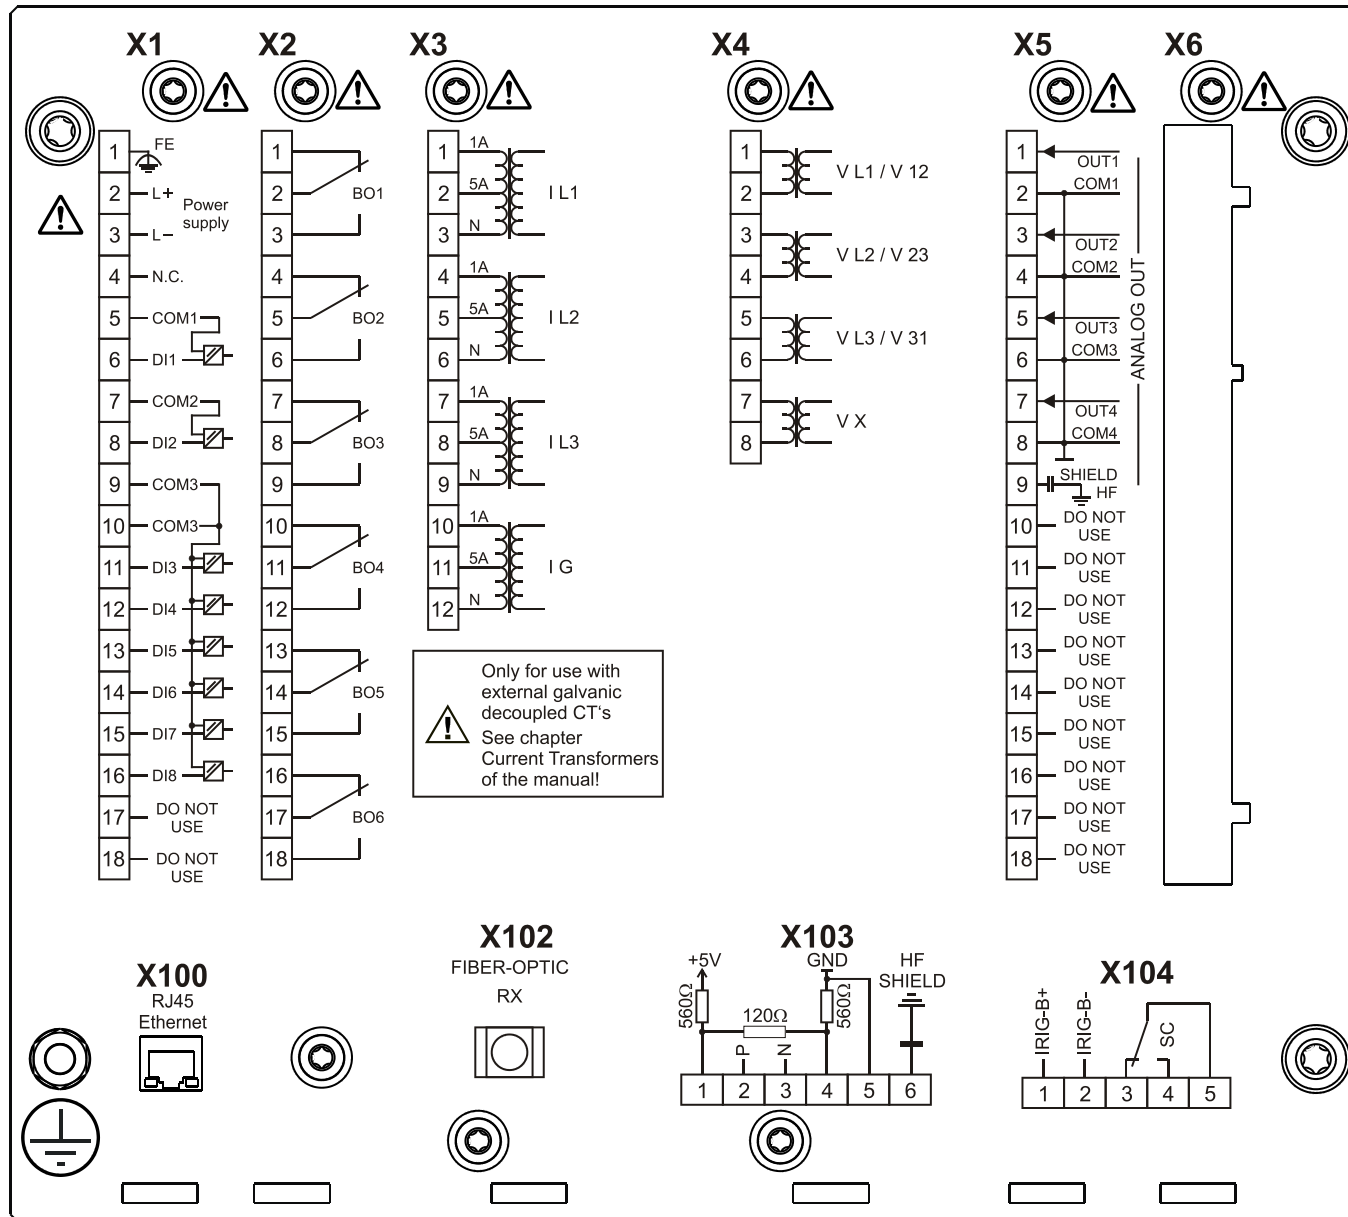 X1
X2
X3
X4
X5
X6
1 FE
2 L+
Power
supply
3 L−
4 N.C.
5 COM1
6 DI1
7 COM2
8 DI2
9 COM3
10 COM3
11 DI3
12 DI4
13 DI5
14 DI6
15 DI7
16 DI8
17 DO NOT
USE
18 DO NOT
USE
1
2 BO1
3
4
5 BO2
6
7
8 BO3
9
10
11 BO4
12
13
14 BO5
15
16
17 BO6
18
1 1A
2 5A I L1
3 N
4 1A
5 5A I L2
6 N
7 1A
8 5A I L3
9 N
10 1A
11 5A I G
12 N
Only for use with
external galvanic
decoupled CT‘s
See chapter
Current Transformers
of the manual!
1
V L1 / V 12
2
3
V L2 / V 23
4
5
V L3 / V 31
6
7
V X
8
1 OUT1
2 COM1
3 OUT2
4 COM2
5 OUT3
6 COM3
7 OUT4
8 COM4
ANALOG OUT
9 SHIELD
HF
10 DO NOT
USE
11 DO NOT
USE
12 DO NOT
USE
13 DO NOT
USE
14 DO NOT
USE
15 DO NOT
USE
16 DO NOT
USE
17 DO NOT
USE
18 DO NOT
USE
X100
RJ45
Ethernet
X102
FIBER-OPTIC
RX
X103
+5V
GND
HF
SHIELD
560Ω
120Ω
560Ω
P
N
1 2 3 4 5 6
X104
IRIG-B+
IRIG-B-
SC
1 2 3 4 5